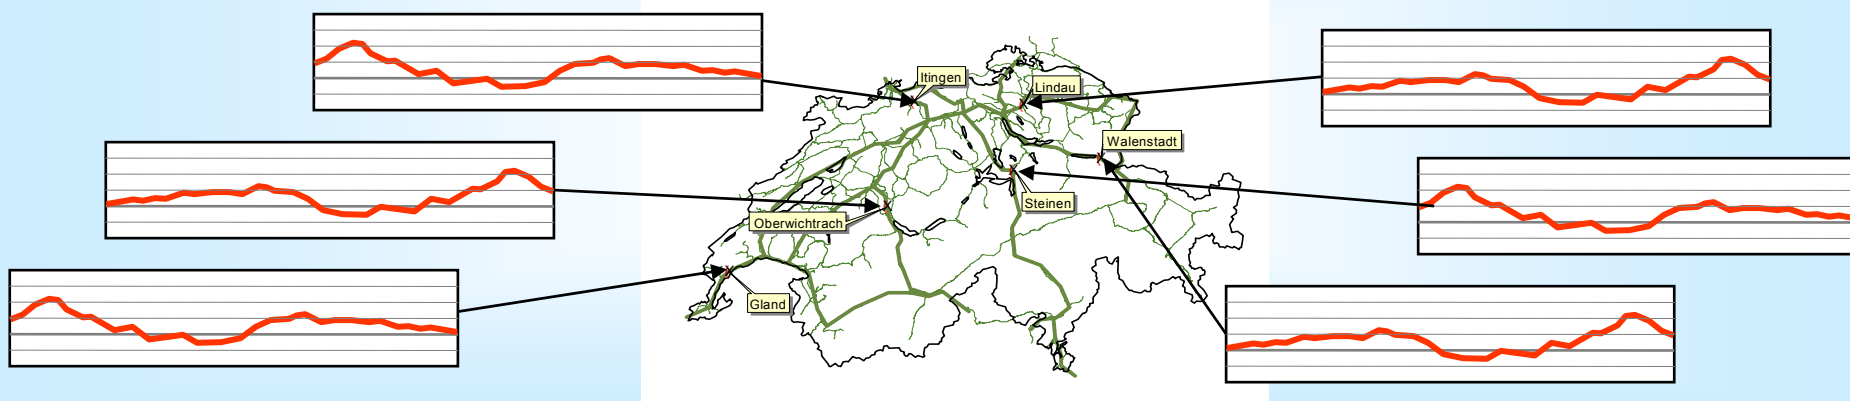 Itingen
Lindau
Walenstadt
Steinen
Oberwichtrach
Gland